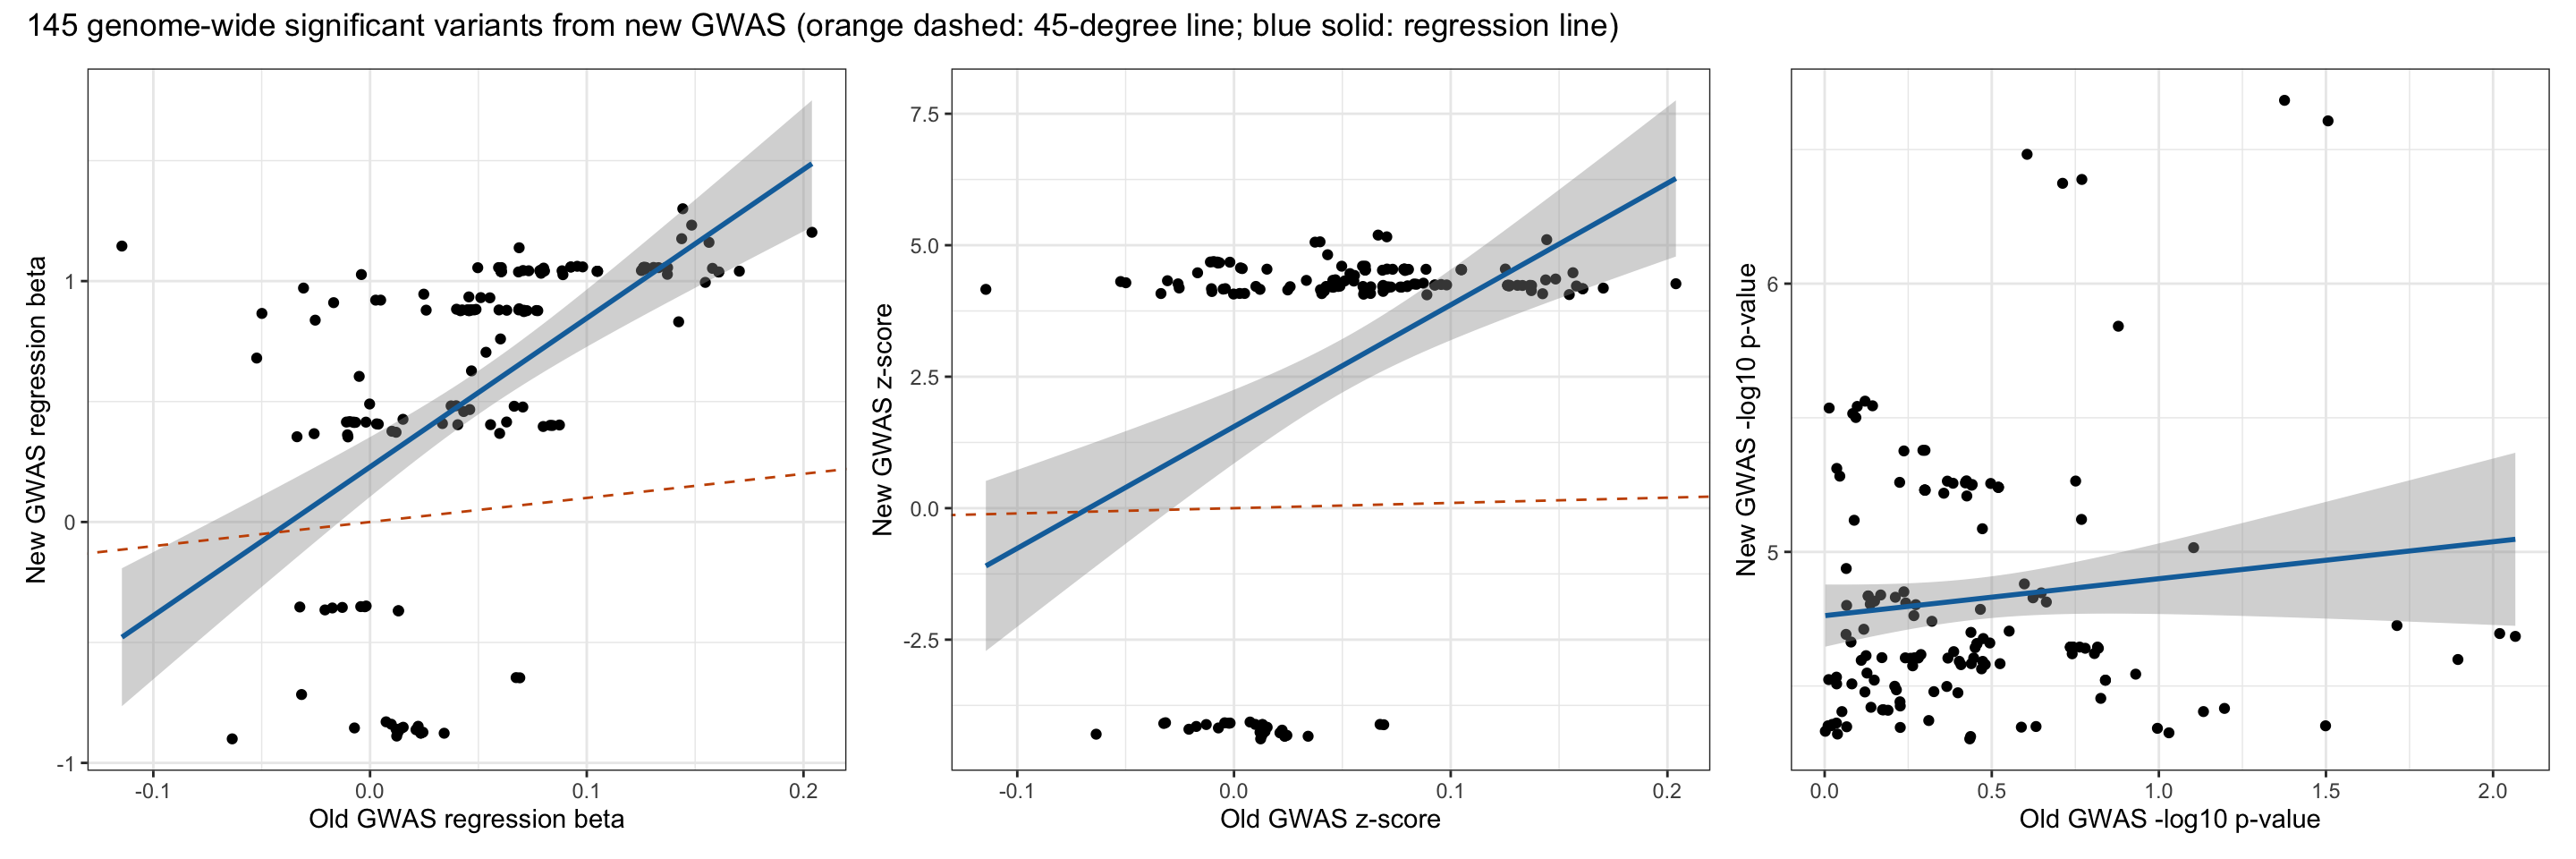 145 genome-wide significant variants from new GWAS (orange dashed: 45-degree line; blue solid: regression line)
New GWAS regression beta
1
0
-1
-0.1 0.0 0.1 0.2
Old GWAS regression beta
New GWAS z-score
7.5
5.0
2.5
0.0
-2.5
-0.1 0.0 0.1 0.2
Old GWAS z-score
New GWAS -log10 p-value
6
5
0.0 0.5 1.0 1.5 2.0
Old GWAS -log10 p-value